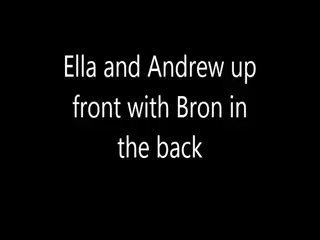 Ella and Andrew up
front with Bron in
the back